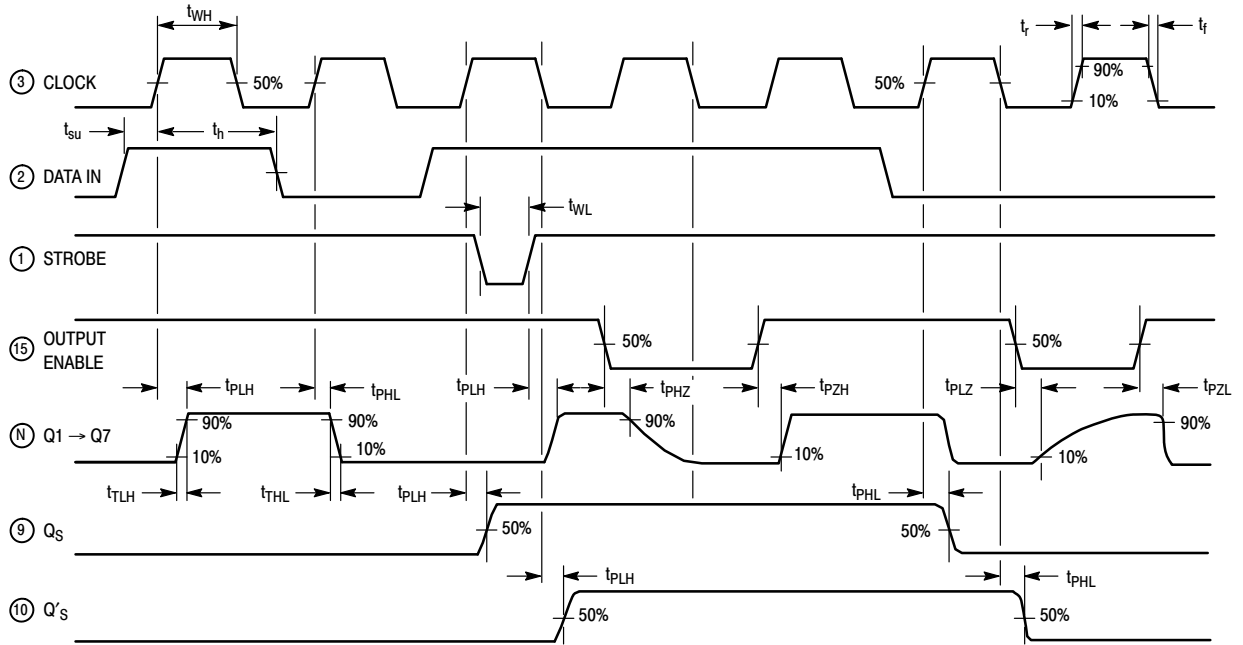 tWH
tr
tf
3 CLOCK
50%
50%
90%
10%
tsu
th
2 DATA IN
tWL
1 STROBE
15 OUTPUT
ENABLE
50%
50%
tPLH
tPHL
tPLH
tPHZ
tPZH
tPLZ
tPZL
N Q1 → Q7
90%
90%
90%
90%
10%
10%
10%
10%
tTLH
tTHL
tPLH
tPHL
9 QS
50%
50%
tPLH
tPHL
10 Q′S
50%
50%